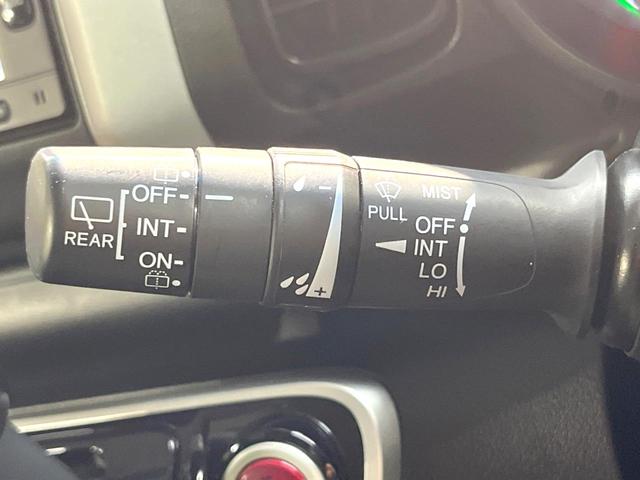 REAR
OFF
INT
ON
-
+
PULL
MIST
OFF
INT
LO
HI